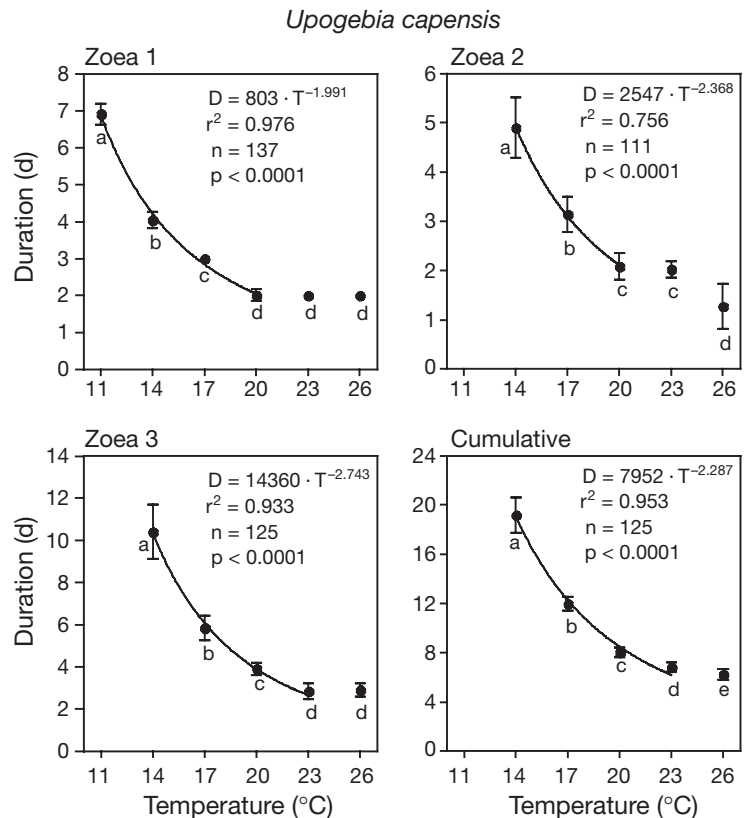 Upogebia capensis
Zoea 1
8
7
6
5
4
3
2
1
0
Duration (d)
D = 803 · T–1.991
r2 = 0.976
n = 137
p < 0.0001
a
b
c
d
d
d
11 14 17 20 23 26
Zoea 2
6
5
4
3
2
1
0
D = 2547 · T–2.368
r2 = 0.756
n = 111
p < 0.0001
a
b
c
c
d
11 14 17 20 23 26
Zoea 3
14
12
10
8
6
4
2
0
Duration (d)
D = 14360 · T–2.743
r2 = 0.933
n = 125
p < 0.0001
a
b
c
d
d
11 14 17 20 23 26
Temperature (°C)
Cumulative
24
20
16
12
8
4
0
D = 7952 · T–2.287
r2 = 0.953
n = 125
p < 0.0001
a
b
c
d
e
11 14 17 20 23 26
Temperature (°C)